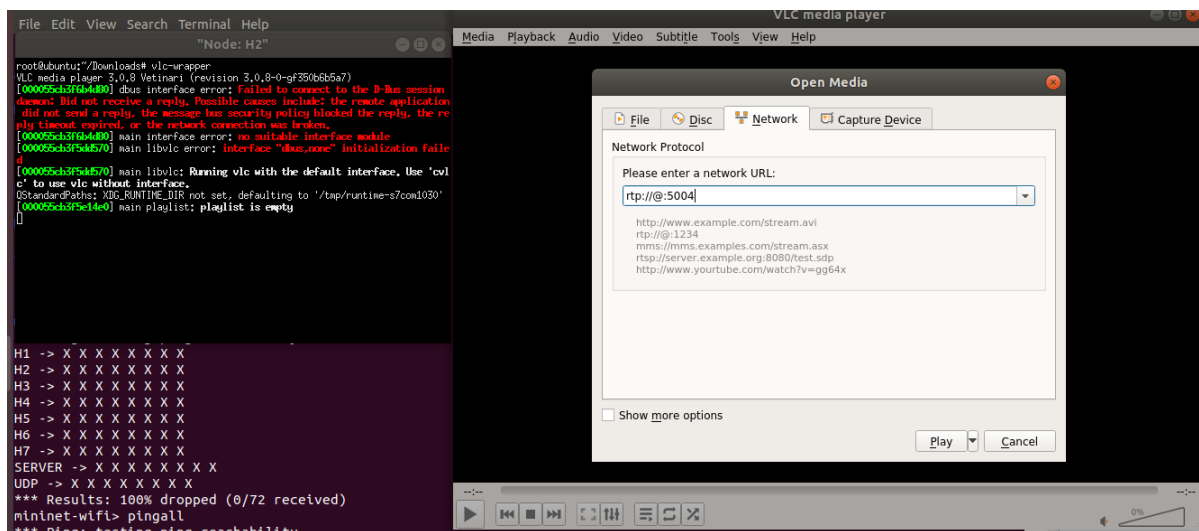 File Edit View Search Terminal Help
"Node: H2"
root@ubuntu:~/Downloads# vlc-wrapper
VLC media player 3.0.8 Vetinari (revision 3.0.8-0-gf350b6b5a7)
[000055cb3f6b4d80] dbus interface error: Failed to connect to the D-Bus session
daemon: Did not receive a reply. Possible causes include: the remote application
did not send a reply, the message bus security policy blocked the reply, the re
ply timeout expired, or the network connection was broken.
[000055cb3f6b4d80] main interface error: no suitable interface module
[000055cb3f5dd570] main libvlc error: interface "dbus,none" initialization faile
d
[000055cb3f5dd570] main libvlc: Running vlc with the default interface. Use 'cvl
c' to use vlc without interface.
QStandardPaths: XDG_RUNTIME_DIR not set, defaulting to '/tmp/runtime-s7com1030'
[000055cb3f5e14e0] main playlist: playlist is empty
H1 -> X X X X X X X X
H2 -> X X X X X X X X
H3 -> X X X X X X X X
H4 -> X X X X X X X X
H5 -> X X X X X X X X
H6 -> X X X X X X X X
H7 -> X X X X X X X X
SERVER -> X X X X X X X X
UDP -> X X X X X X X X
*** Results: 100% dropped (0/72 received)
mininet-wifi> pingall
*** Ping: testing ping reachability
VLC media player
Media Playback Audio Video Subtitle Tools View Help
Open Media
File Disc Network Capture Device
Network Protocol
Please enter a network URL:
rtp://@:5004
http://www.example.com/stream.avi
rtp://@:1234
mms://mms.examples.com/stream.asx
rtsp://server.example.org:8080/test.sdp
http://www.yourtube.com/watch?v=gg64x
Show more options
Play Cancel
--:-- --:--
0%